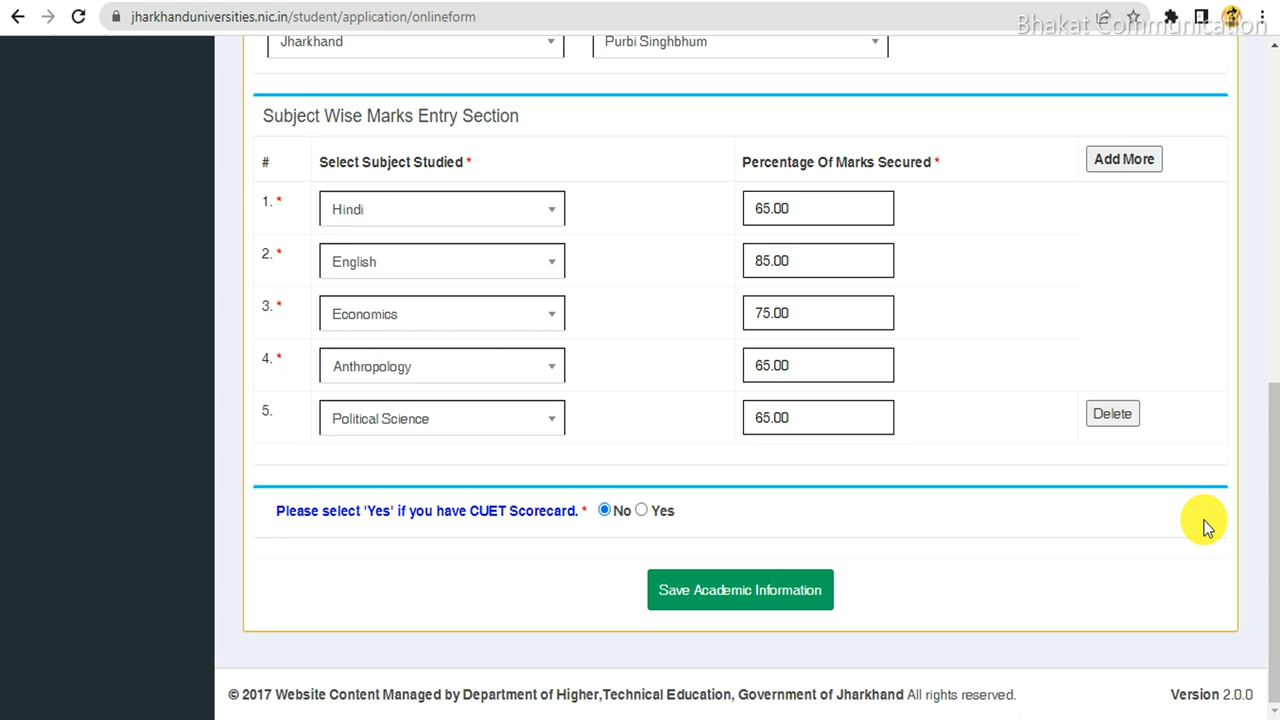 jharkhanduniversities.nic.in/student/application/onlineform
Bhakat Communication
Jharkhand Purbi Singhbhum
Subject Wise Marks Entry Section
# Select Subject Studied * Percentage Of Marks Secured * Add More
1. * Hindi 65.00
2. * English 85.00
3. * Economics 75.00
4. * Anthropology 65.00
5. Political Science 65.00 Delete
Please select 'Yes' if you have CUET Scorecard. * No Yes
Save Academic Information
© 2017 Website Content Managed by Department of Higher,Technical Education, Government of Jharkhand All rights reserved. Version 2.0.0